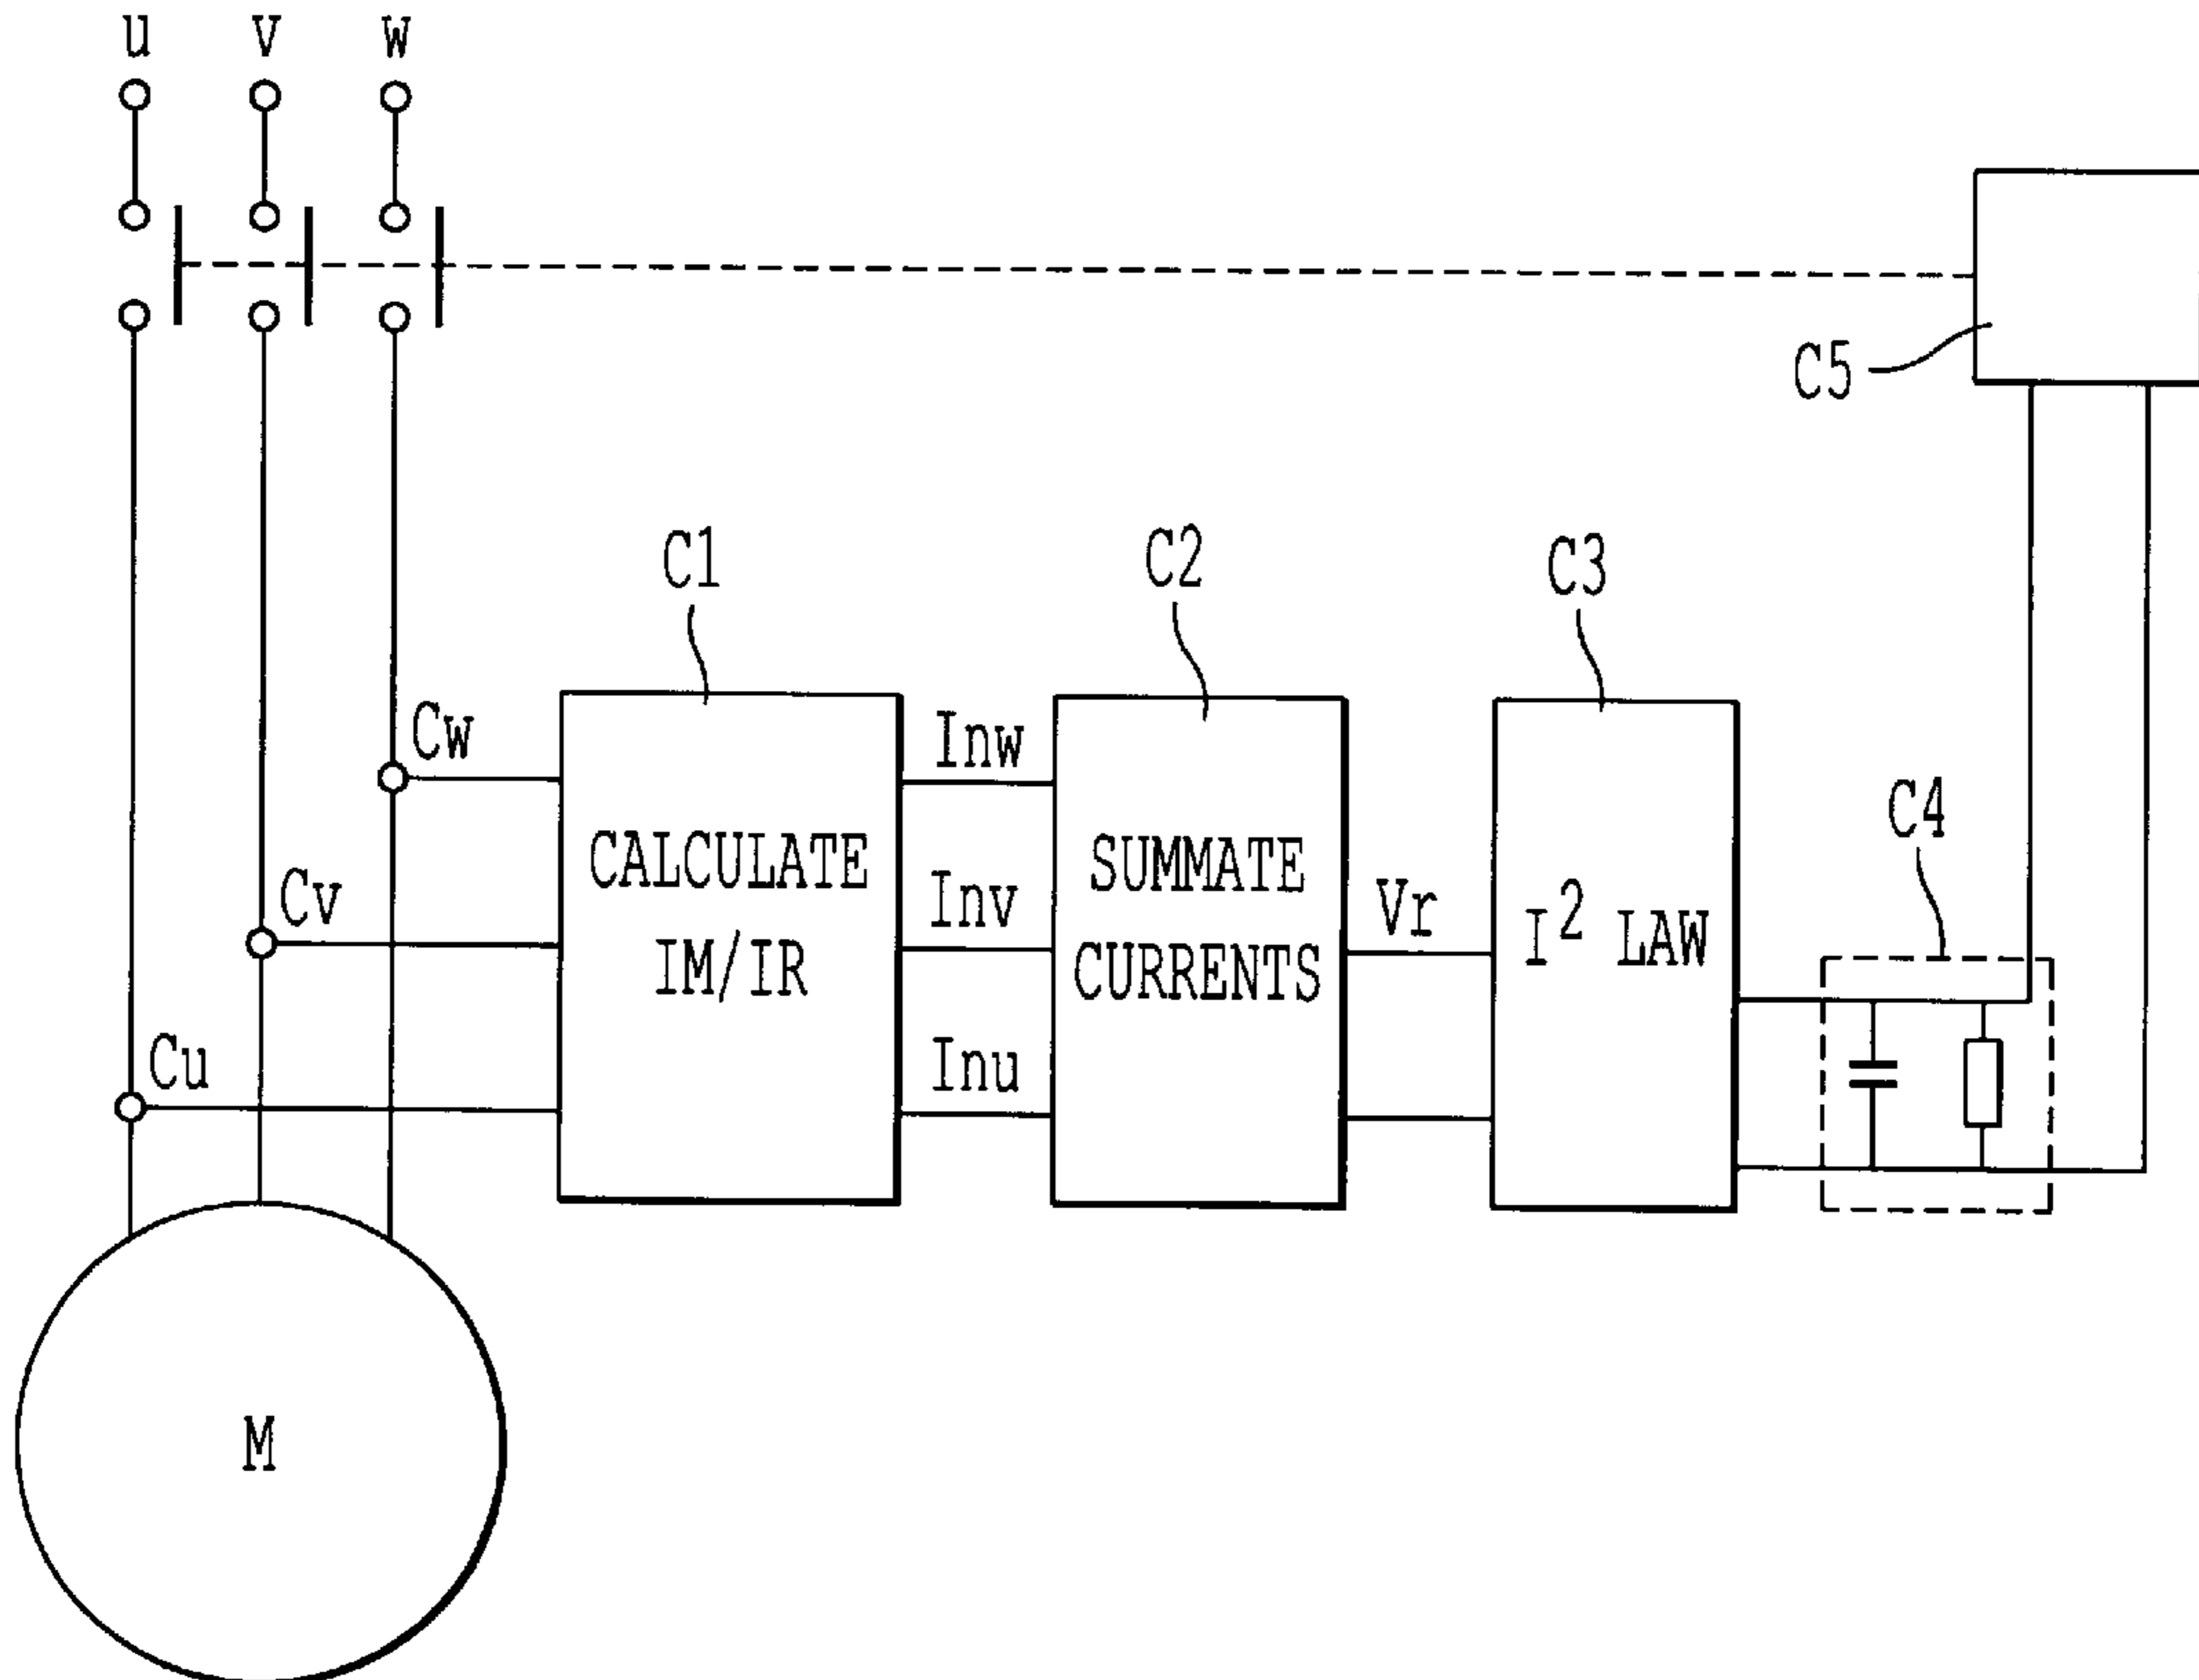 u v w
C5
C1 C2 C3
Cw Inw
C4
CALCULATE
IM/IR
SUMMATE
CURRENTS
I² LAW
Cv Inv Vr
Cu Inu
M